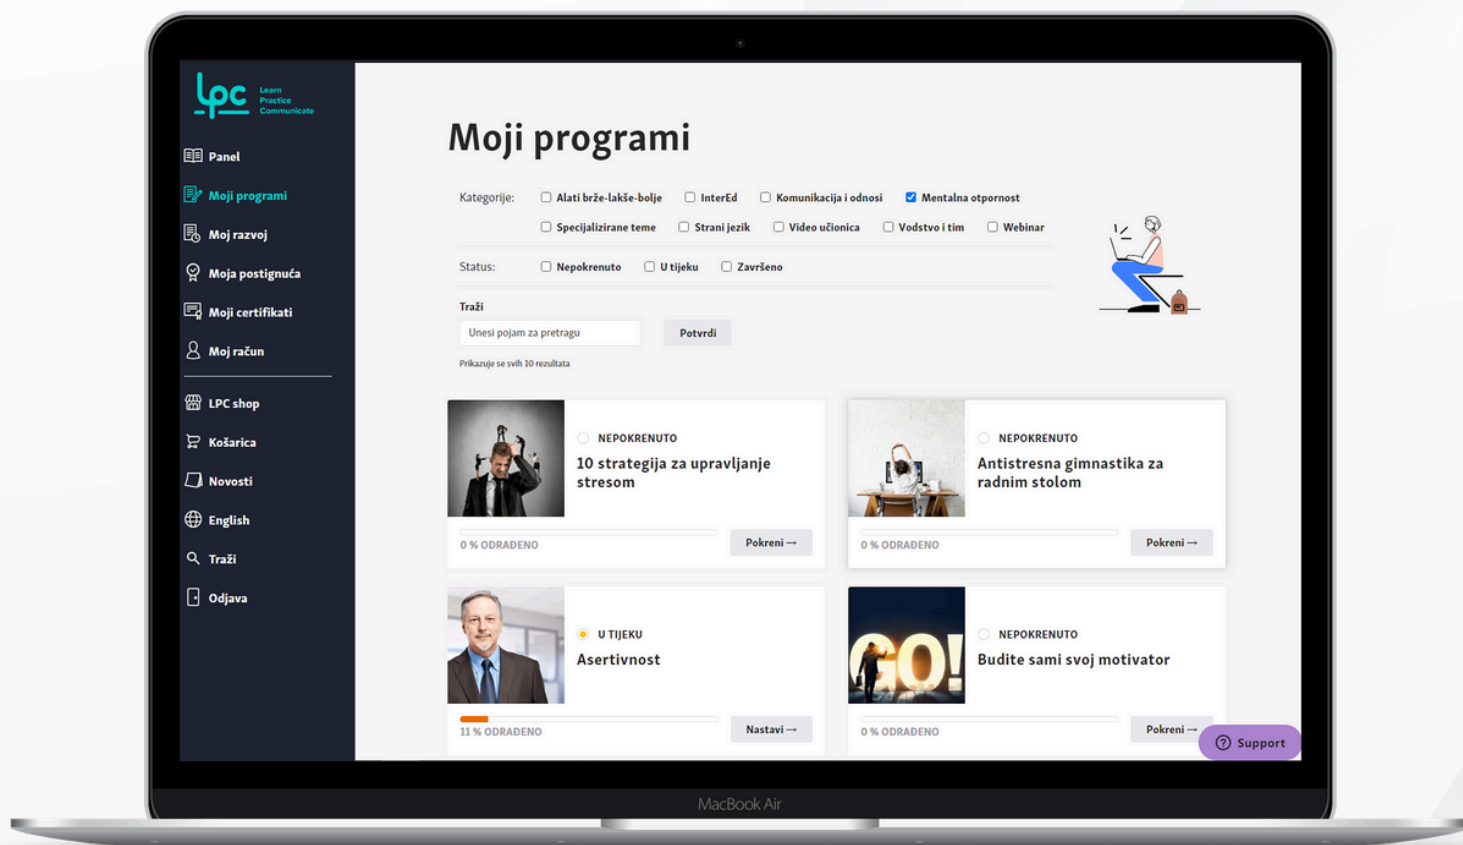 lpc
Learn
Practice
Communicate
Panel
Moji programi
Moj razvoj
Moja postignuća
Moji certifikati
Moj račun
LPC shop
Košarica
Novosti
English
Traži
Odjava
Moji programi
Kategorije: Alati brže-lakše-bolje InterEd Komunikacija i odnosi Mentalna otpornost
Specijalizirane teme Strani jezik Video učionica Vodstvo i tim Webinar
Status: Nepokrenuto U tijeku Završeno
Traži
Unesi pojam za pretragu Potvrdi
Prikazuje se svih 10 rezultata
NEPOKRENUTO
10 strategija za upravljanje
stresom
0 % ODRAĐENO Pokreni→
NEPOKRENUTO
Antistresna gimnastika za
radnim stolom
0 % ODRAĐENO Pokreni→
U TIJEKU
Asertivnost
11 % ODRAĐENO Nastavi→
GO!
NEPOKRENUTO
Budite sami svoj motivator
0 % ODRAĐENO Pokreni→
Support
MacBook Air